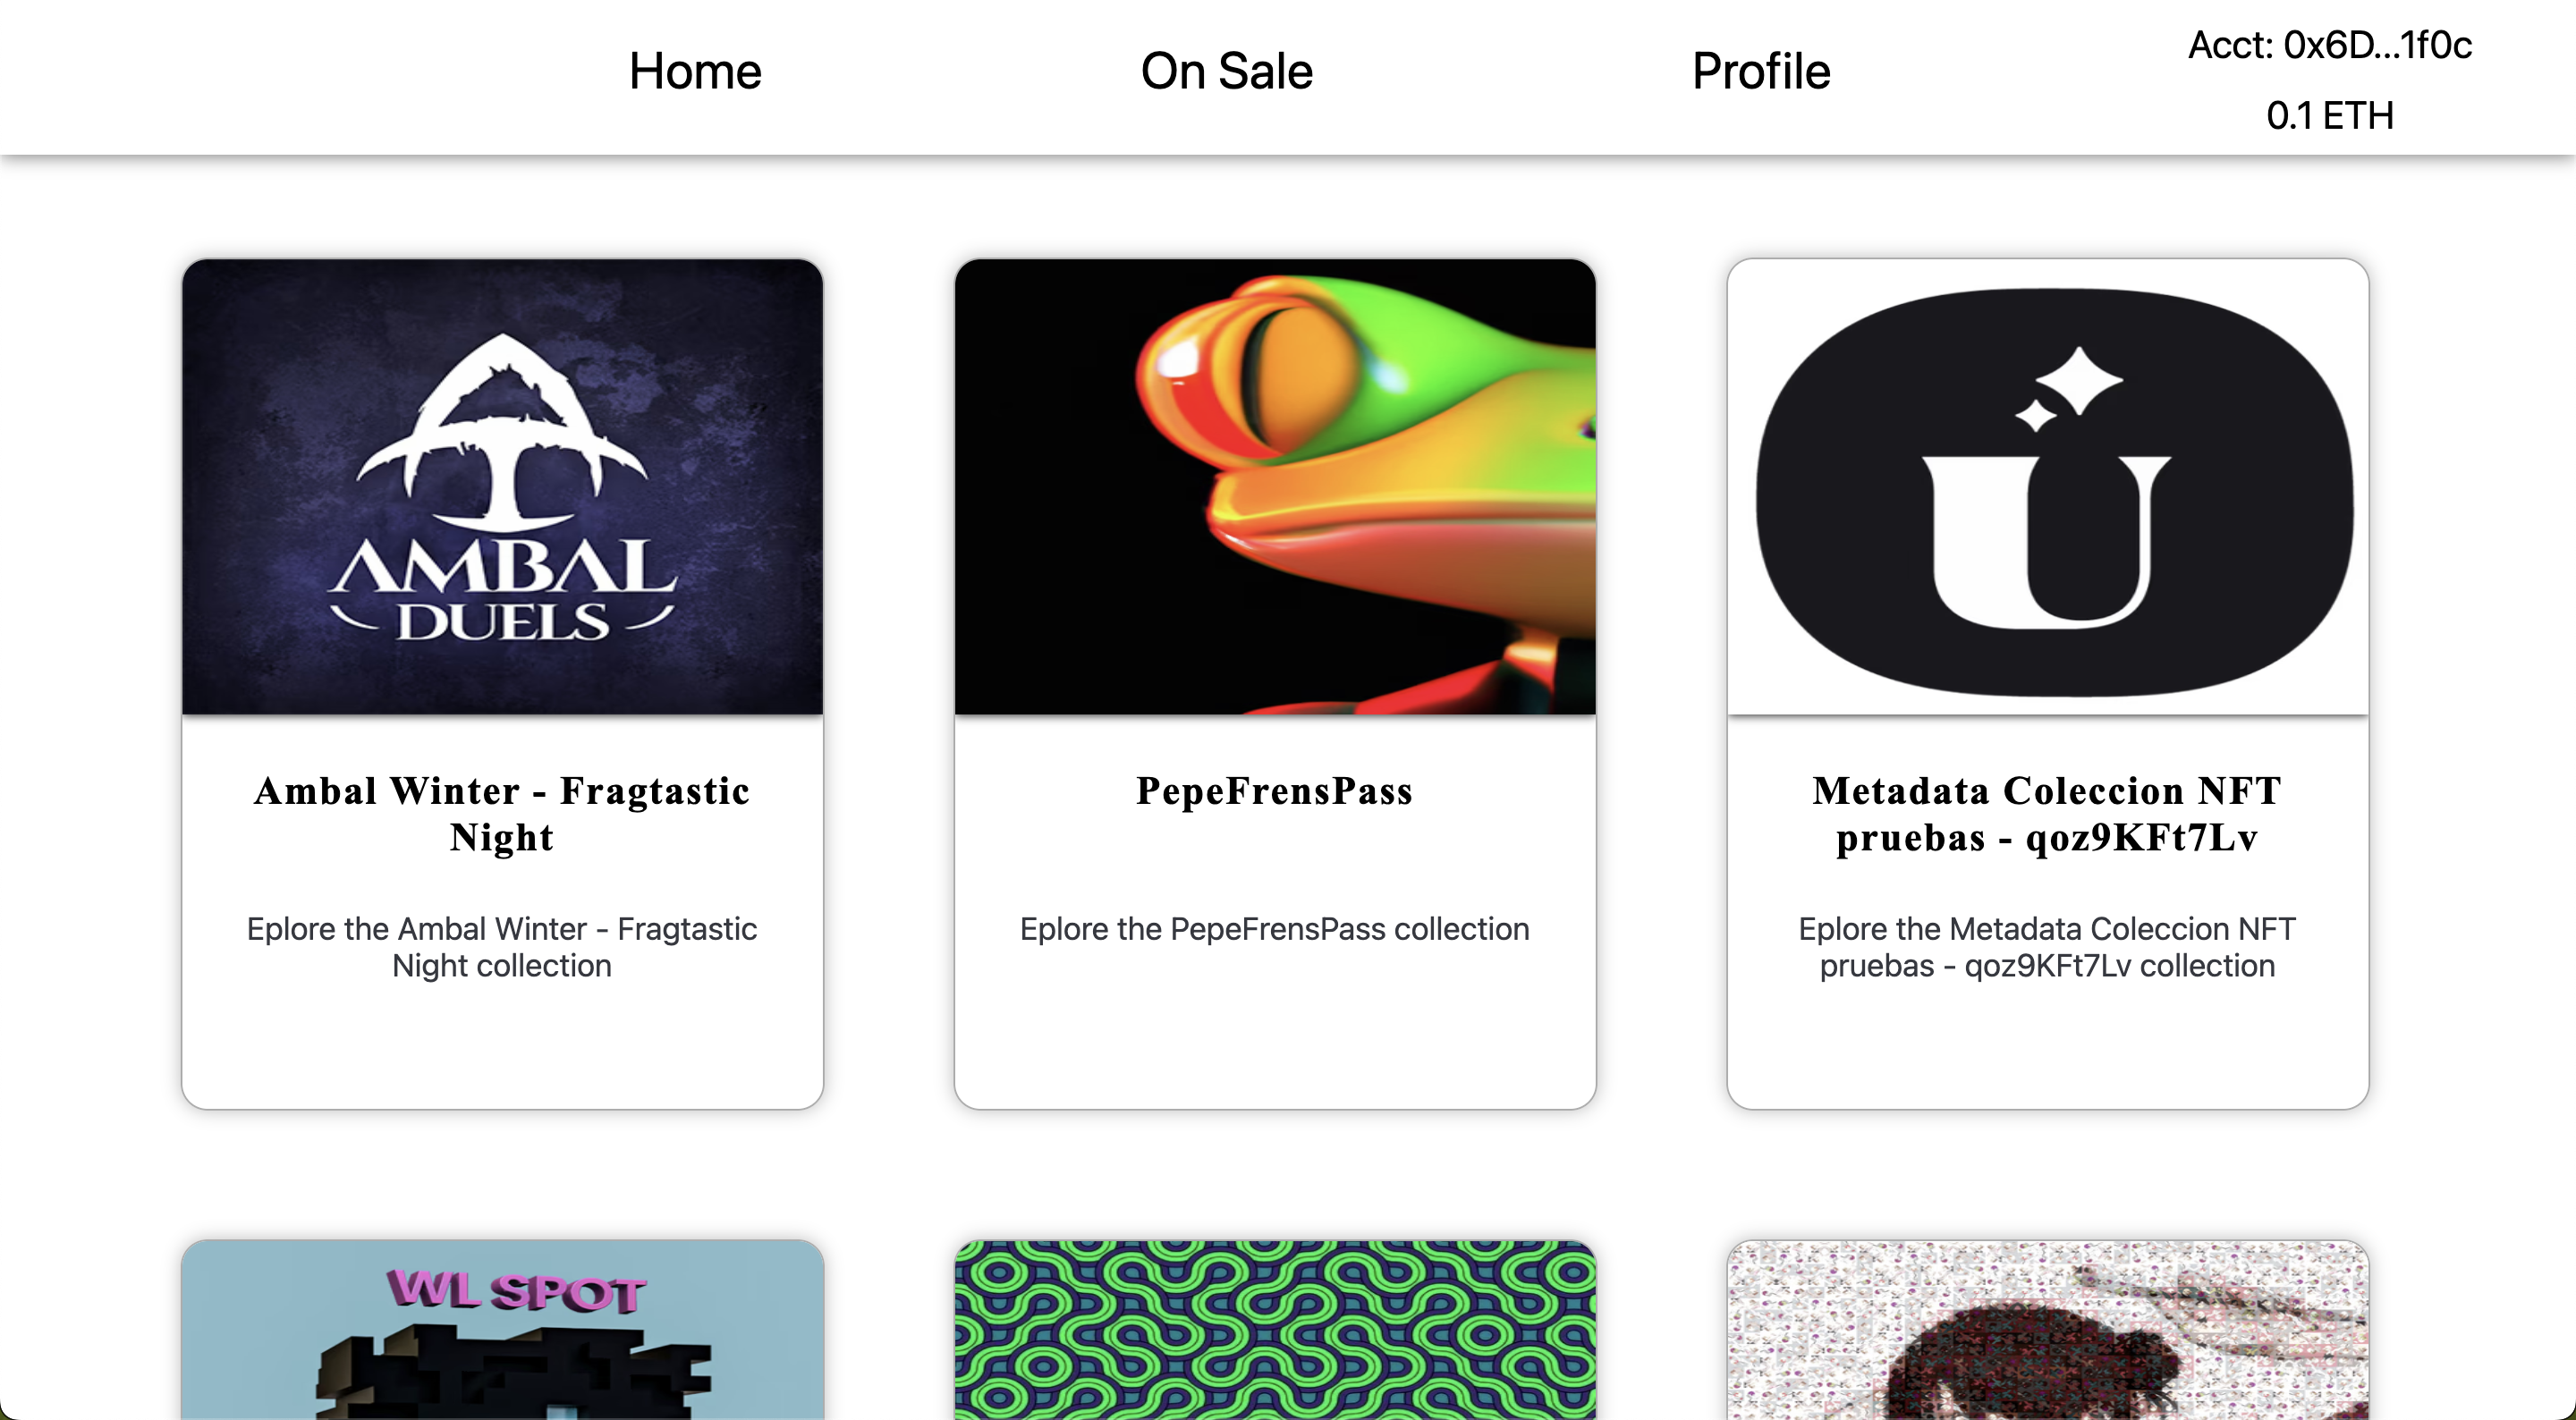 Home
On Sale
Profile
Acct: 0x6D...1f0c
0.1 ETH
AMBAL
DUELS
U
Ambal Winter - Fragtastic
Night
Eplore the Ambal Winter - Fragtastic
Night collection
PepeFrensPass
Eplore the PepeFrensPass collection
Metadata Coleccion NFT
pruebas - qoz9KFt7Lv
Eplore the Metadata Coleccion NFT
pruebas - qoz9KFt7Lv collection
WL SPOT